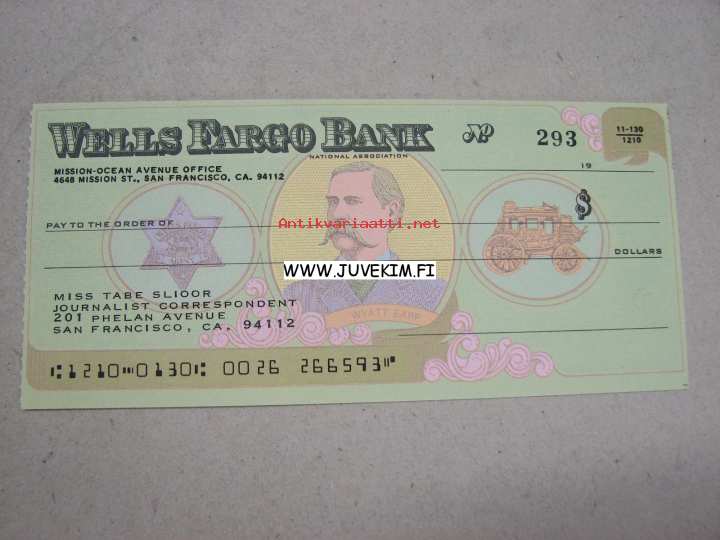 WELLS FARGO BANK
NATIONAL ASSOCIATION
Nº 293
11-130
1210
MISSION-OCEAN AVENUE OFFICE
4648 MISSION ST., SAN FRANCISCO, CA. 94112
19
PAY TO THE ORDER OF
$
Antikvariaatti.net
DOLLARS
WWW.JUVEKIM.FI
MISS TABE SLIOOR
JOURNALIST CORRESPONDENT
201 PHELAN AVENUE
SAN FRANCISCO, CA. 94112
WYATT EARP
⑆1210⑉0130⑆ 0026 266593⑈